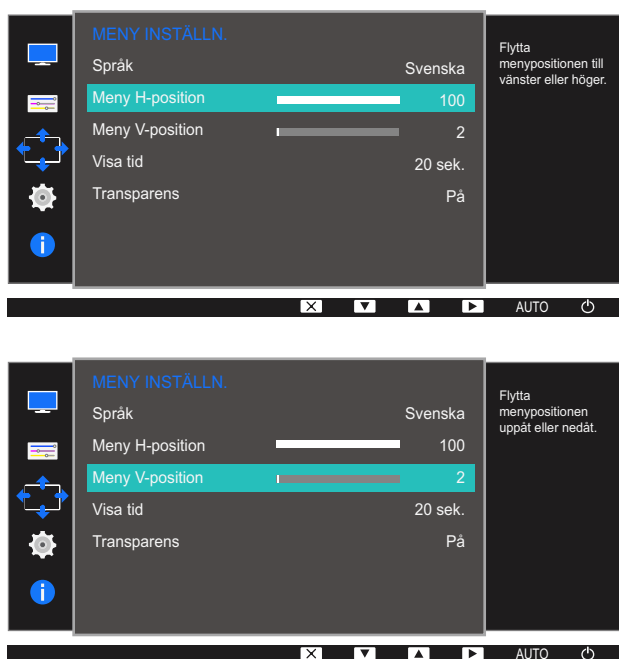 MENY INSTÄLLN.
Språk Svenska
Meny H-position 100
Meny V-position 2
Visa tid 20 sek.
Transparens På
Flytta
menypositionen till
vänster eller höger.
AUTO
MENY INSTÄLLN.
Språk Svenska
Meny H-position 100
Meny V-position 2
Visa tid 20 sek.
Transparens På
Flytta
menypositionen
uppåt eller nedåt.
AUTO